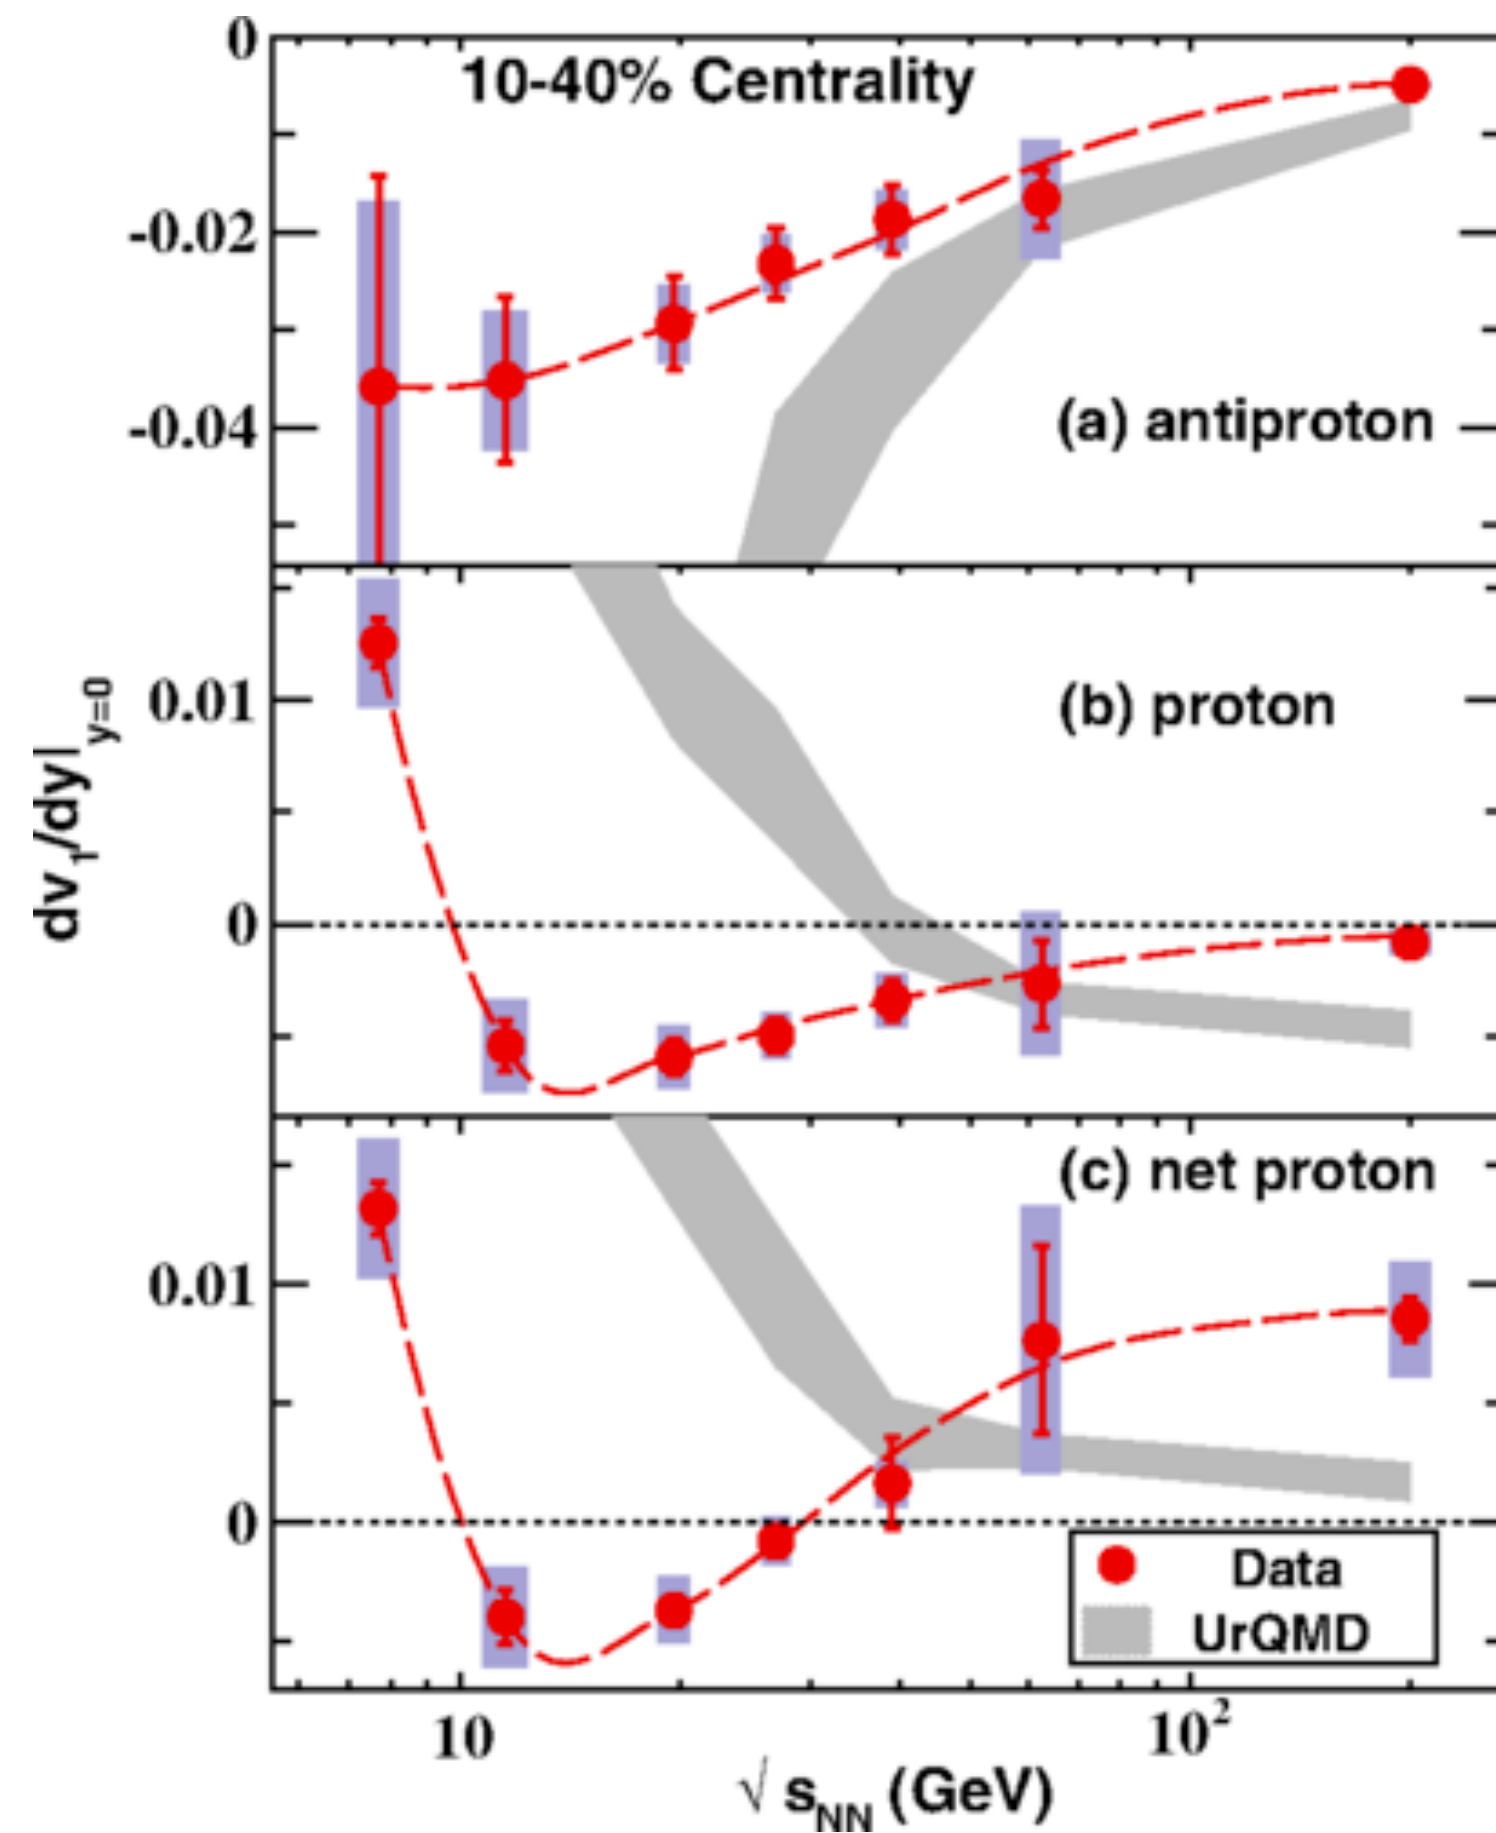 0
10-40% Centrality
-0.02
-0.04
(a) antiproton
0.01
(b) proton
0
dv₁/dy|y=0
(c) net proton
0.01
0
Data
UrQMD
10
10²
√ sNN (GeV)